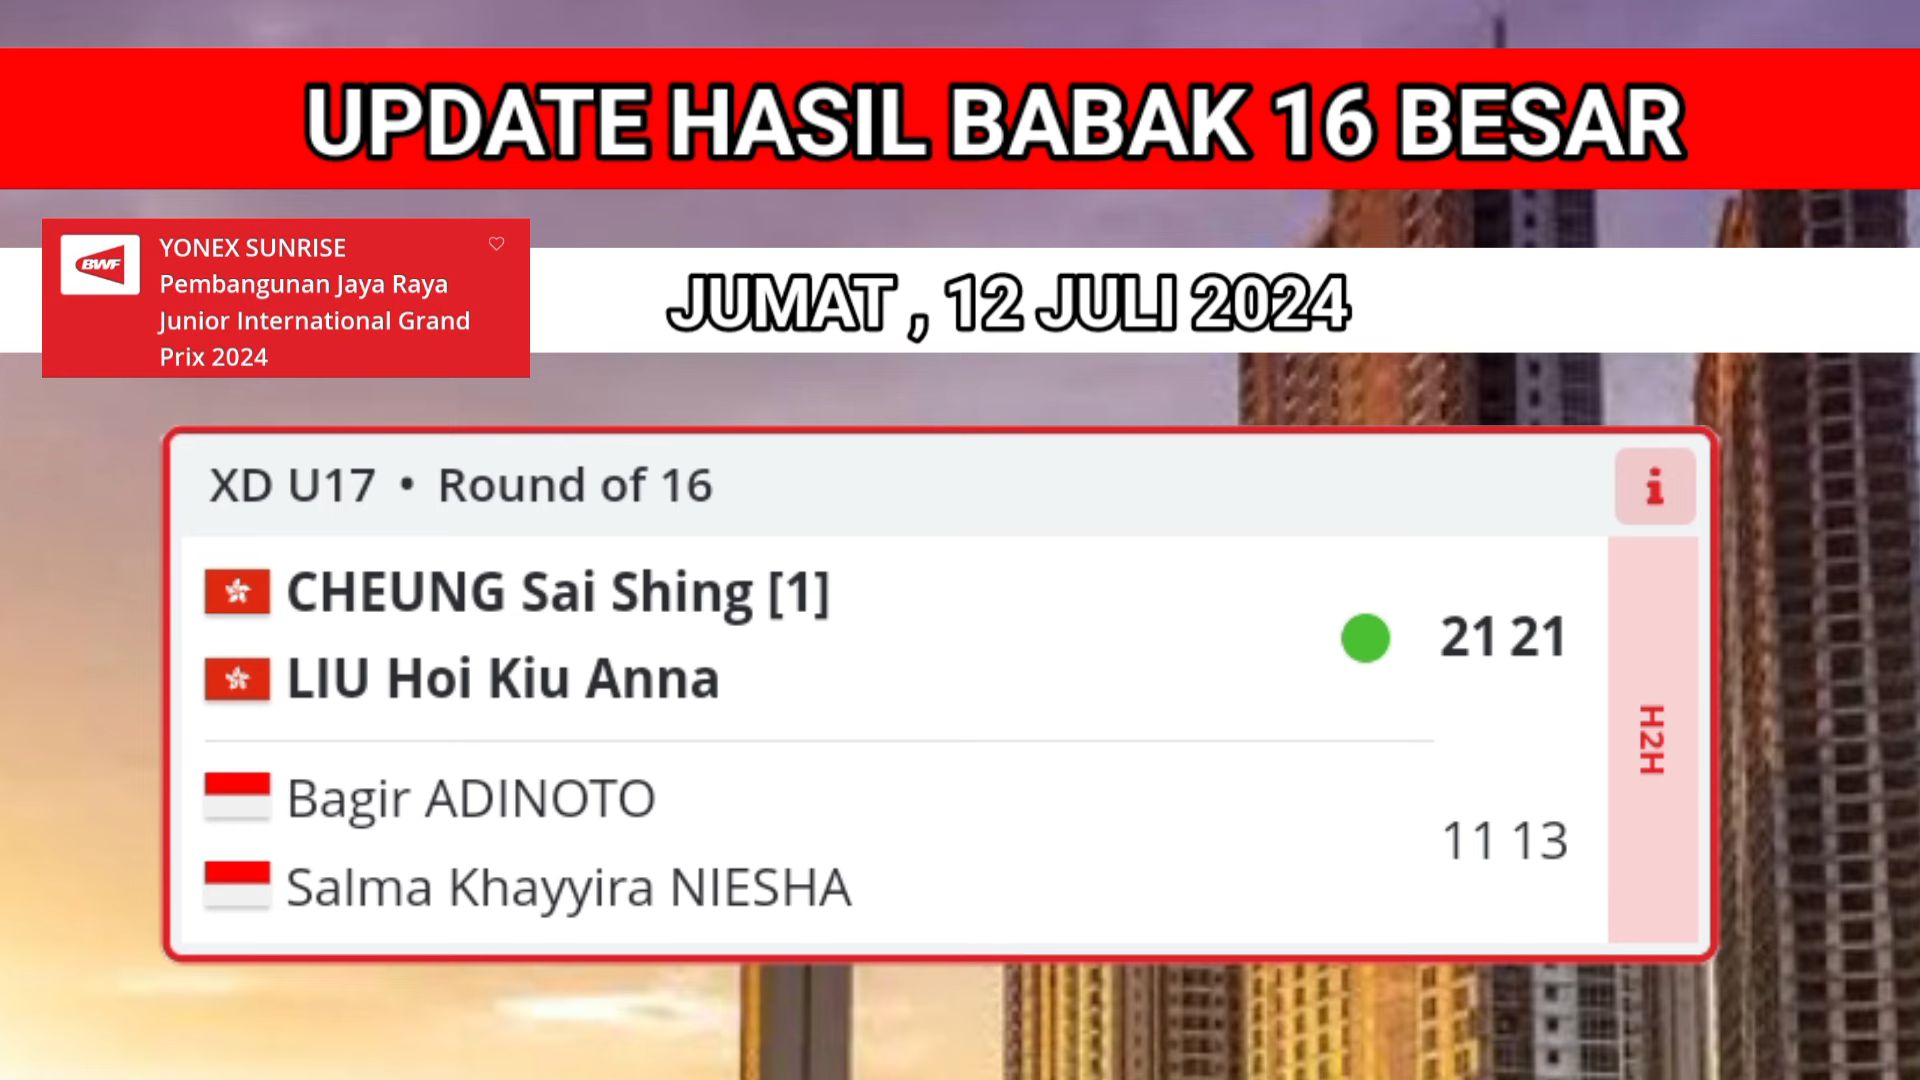 UPDATE HASIL BABAK 16 BESAR
BWF
YONEX SUNRISE
Pembangunan Jaya Raya
Junior International Grand
Prix 2024
JUMAT , 12 JULI 2024
XD U17 • Round of 16
i
CHEUNG Sai Shing [1]
LIU Hoi Kiu Anna
21 21
H2H
Bagir ADINOTO
Salma Khayyira NIESHA
11 13